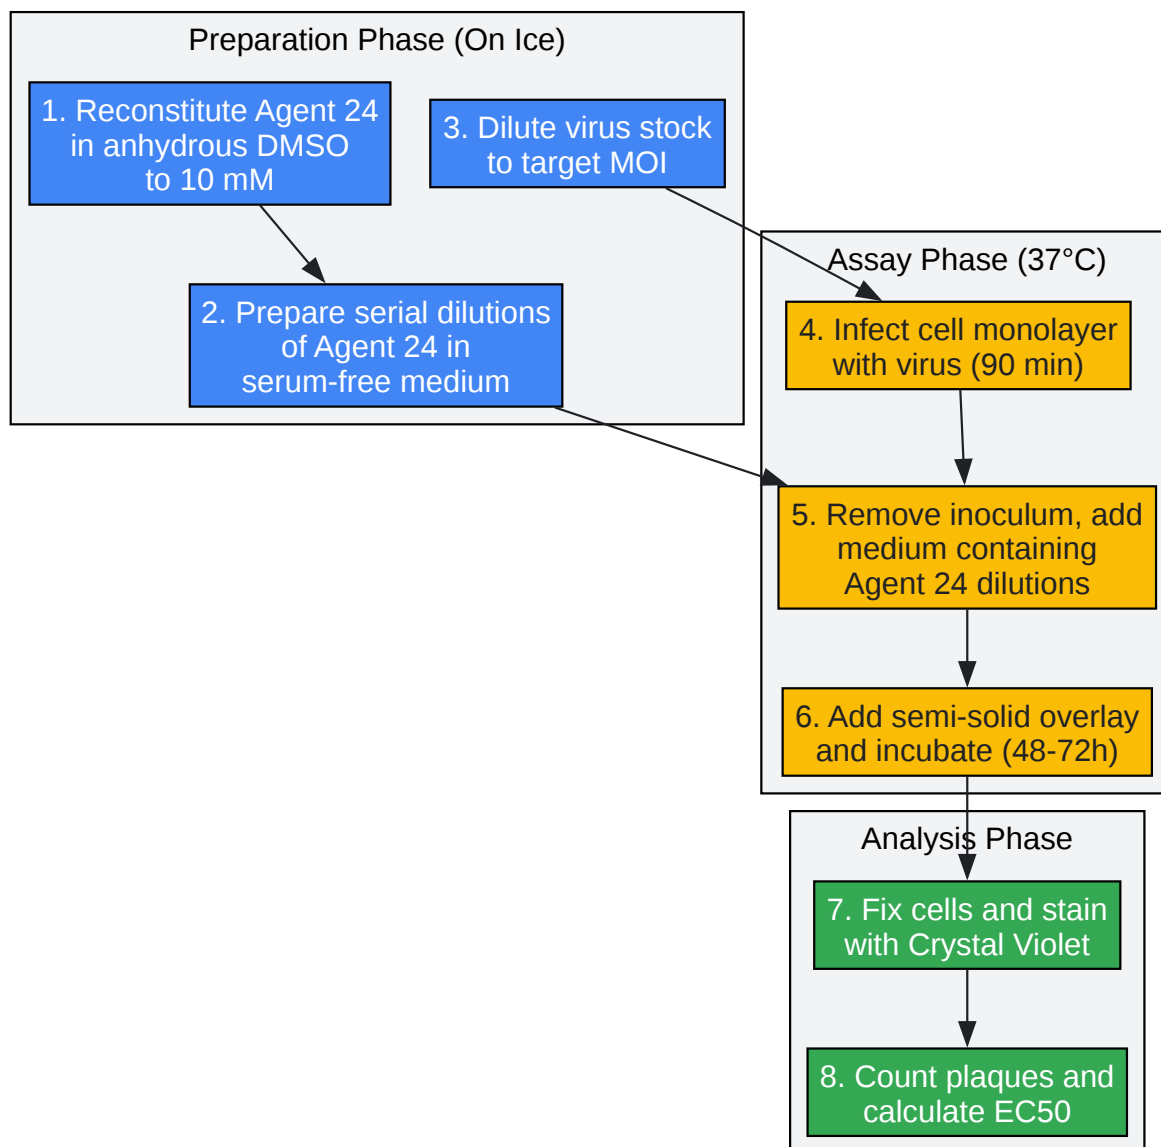 Preparation Phase (On Ice)
1. Reconstitute Agent 24
in anhydrous DMSO
to 10 mM
3. Dilute virus stock
to target MOI
2. Prepare serial dilutions
of Agent 24 in
serum-free medium
Assay Phase (37°C)
4. Infect cell monolayer
with virus (90 min)
5. Remove inoculum, add
medium containing
Agent 24 dilutions
6. Add semi-solid overlay
and incubate (48-72h)
Analysis Phase
7. Fix cells and stain
with Crystal Violet
8. Count plaques and
calculate EC50